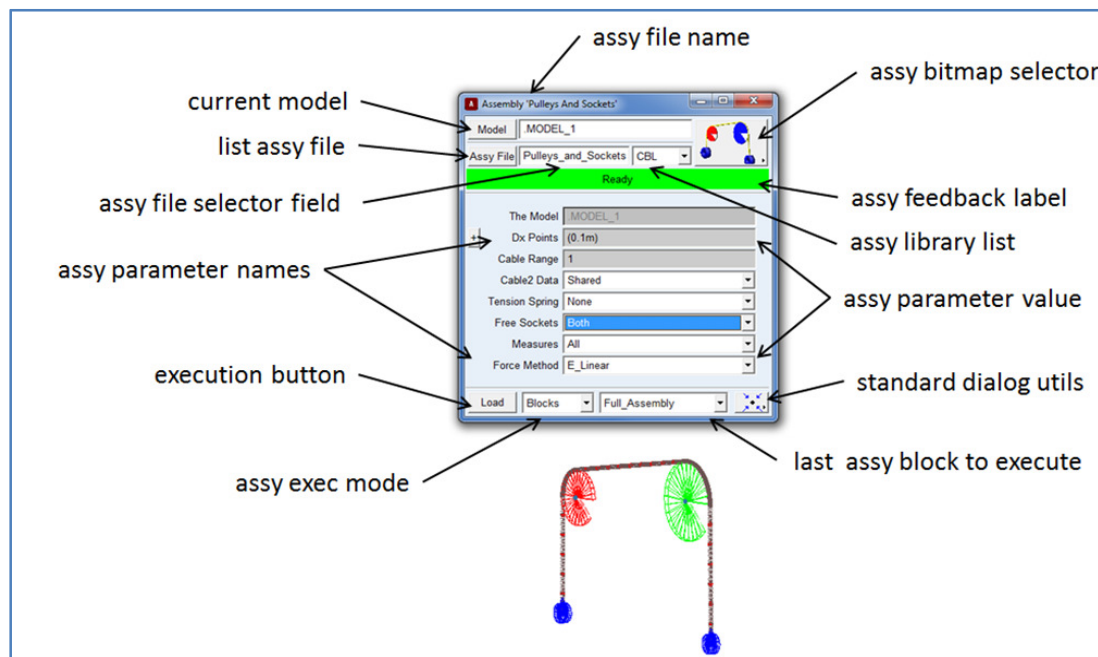 assy file name
assy bitmap selector
current model
Assembly 'Pulleys And Sockets'
Model .MODEL_1
list assy file
Assy File Pulleys_and_Sockets CBL
Ready
assy file selector field
assy feedback label
The Model .MODEL_1
+ Dx Points (0.1m)
assy library list
Cable Range 1
assy parameter names
Cable2 Data Shared
assy parameter value
Tension Spring None
Free Sockets Both
Measures All
Force Method E_Linear
execution button
standard dialog utils
Load Blocks Full_Assembly
last assy block to execute
assy exec mode